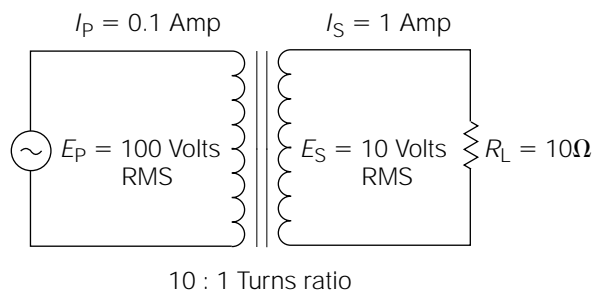 I_P = 0.1 Amp
I_S = 1 Amp
E_P = 100 Volts
RMS
E_S = 10 Volts
RMS
R_L = 10Ω
10 : 1 Turns ratio